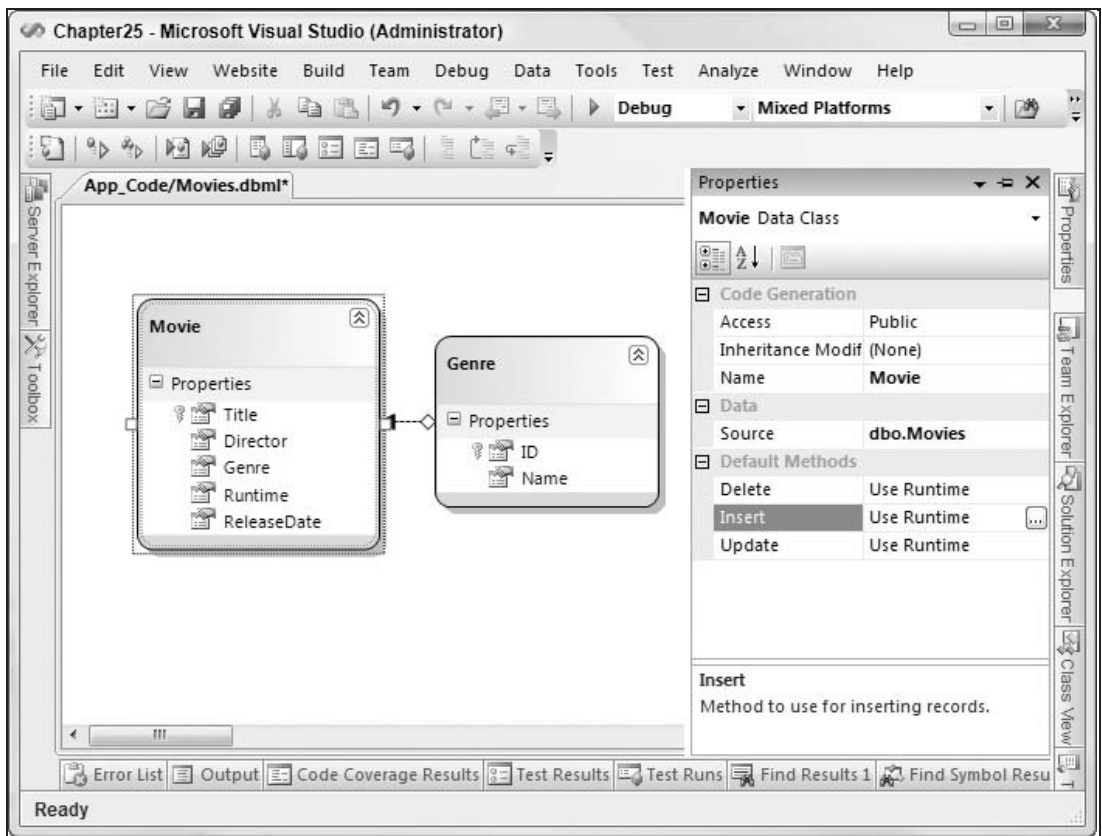 Chapter25 - Microsoft Visual Studio (Administrator)
File Edit View Website Build Team Debug Data Tools Test Analyze Window Help
Debug Mixed Platforms
App_Code/Movies.dbml*
Server Explorer
Toolbox
Movie
Properties
Title
Director
Genre
Runtime
ReleaseDate
Genre
Properties
ID
Name
Properties
Movie Data Class
Code Generation
Access Public
Inheritance Modif (None)
Name Movie
Data
Source dbo.Movies
Default Methods
Delete Use Runtime
Insert Use Runtime ...
Update Use Runtime
Insert
Method to use for inserting records.
Properties
Team Explorer
Solution Explorer
Class View
T
Error List Output Code Coverage Results Test Results Test Runs Find Results 1 Find Symbol Resu
Ready